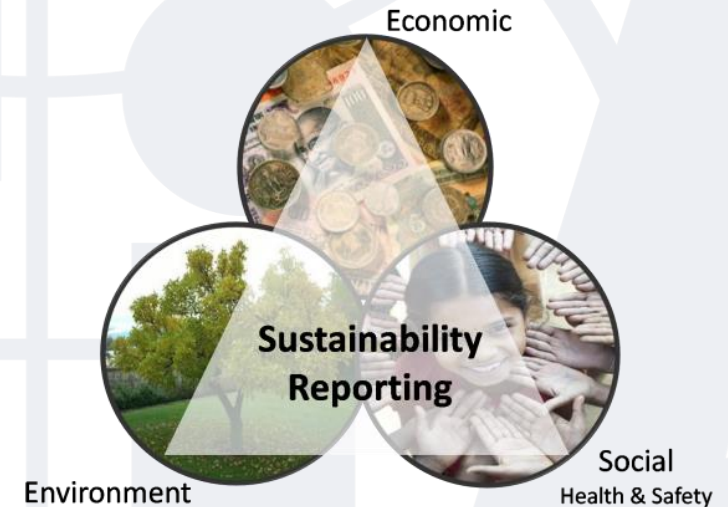 Economic
Sustainability
Reporting
Social
Environment
Health & Safety